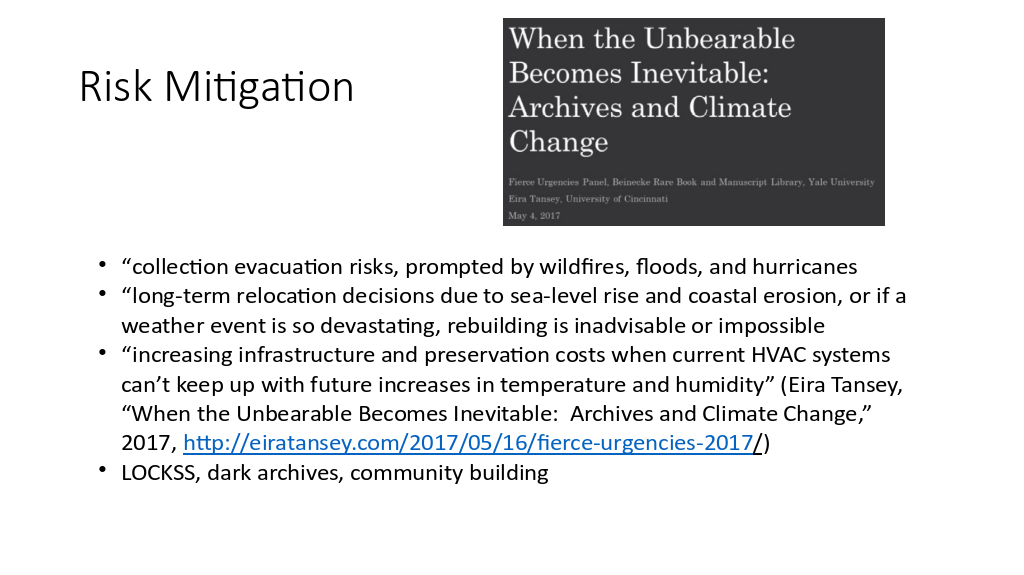 Risk Mitigation
When the Unbearable
Becomes Inevitable:
Archives and Climate
Change
Fierce Urgencies Panel, Beinecke Rare Book and Manuscript Library, Yale University
Eira Tansey, University of Cincinnati
May 4, 2017
• “collection evacuation risks, prompted by wildfires, floods, and hurricanes
• “long-term relocation decisions due to sea-level rise and coastal erosion, or if a
weather event is so devastating, rebuilding is inadvisable or impossible
• “increasing infrastructure and preservation costs when current HVAC systems
can’t keep up with future increases in temperature and humidity” (Eira Tansey,
“When the Unbearable Becomes Inevitable:  Archives and Climate Change,”
2017, http://eiratansey.com/2017/05/16/fierce-urgencies-2017/)
• LOCKSS, dark archives, community building